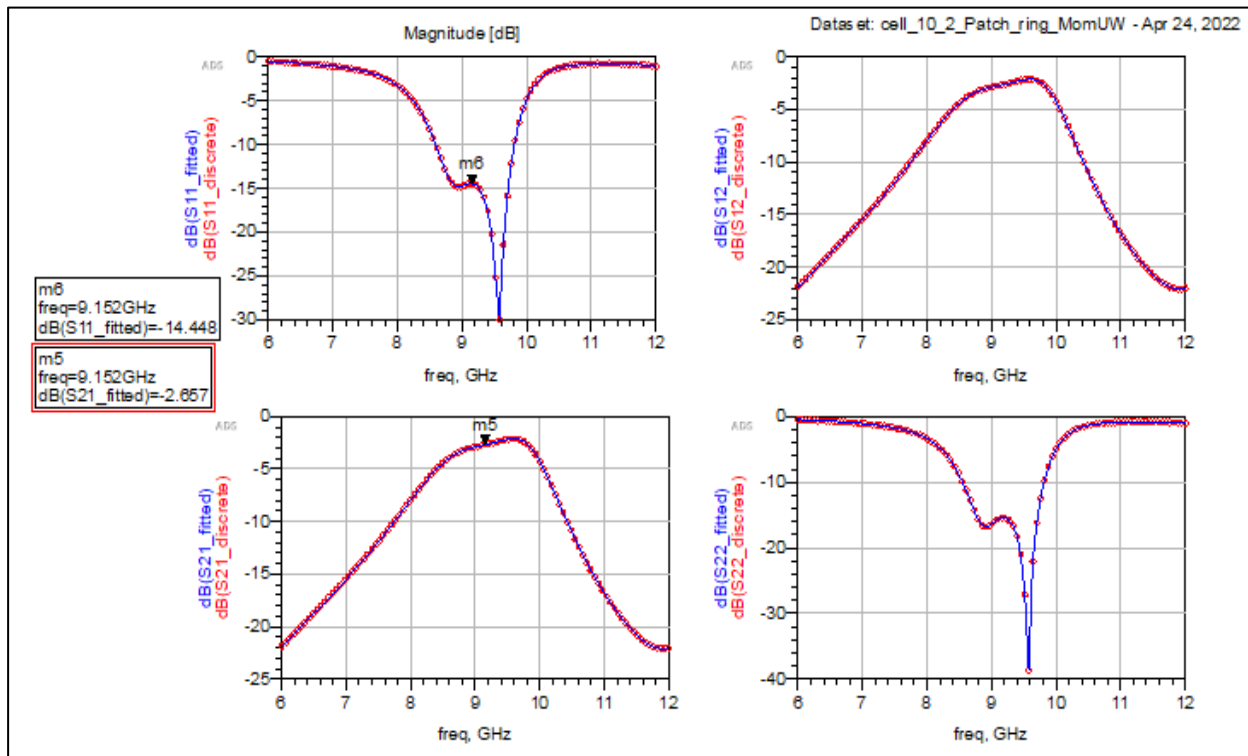 Magnitude [dB]
Dataset: cell_10_2_Patch_ring_MomUW - Apr 24, 2022
ADS
dB(S11_fitted)
dB(S11_discrete)
0
-5
-10
-15
-20
-25
-30
m6
6 7 8 9 10 11 12
freq, GHz
ADS
dB(S12_fitted)
dB(S12_discrete)
0
-5
-10
-15
-20
-25
6 7 8 9 10 11 12
freq, GHz
m6
freq=9.152GHz
dB(S11_fitted)=-14.448
m5
freq=9.152GHz
dB(S21_fitted)=-2.657
ADS
dB(S21_fitted)
dB(S21_discrete)
0
-5
-10
-15
-20
-25
m5
6 7 8 9 10 11 12
freq, GHz
ADS
dB(S22_fitted)
dB(S22_discrete)
0
-10
-20
-30
-40
6 7 8 9 10 11 12
freq, GHz